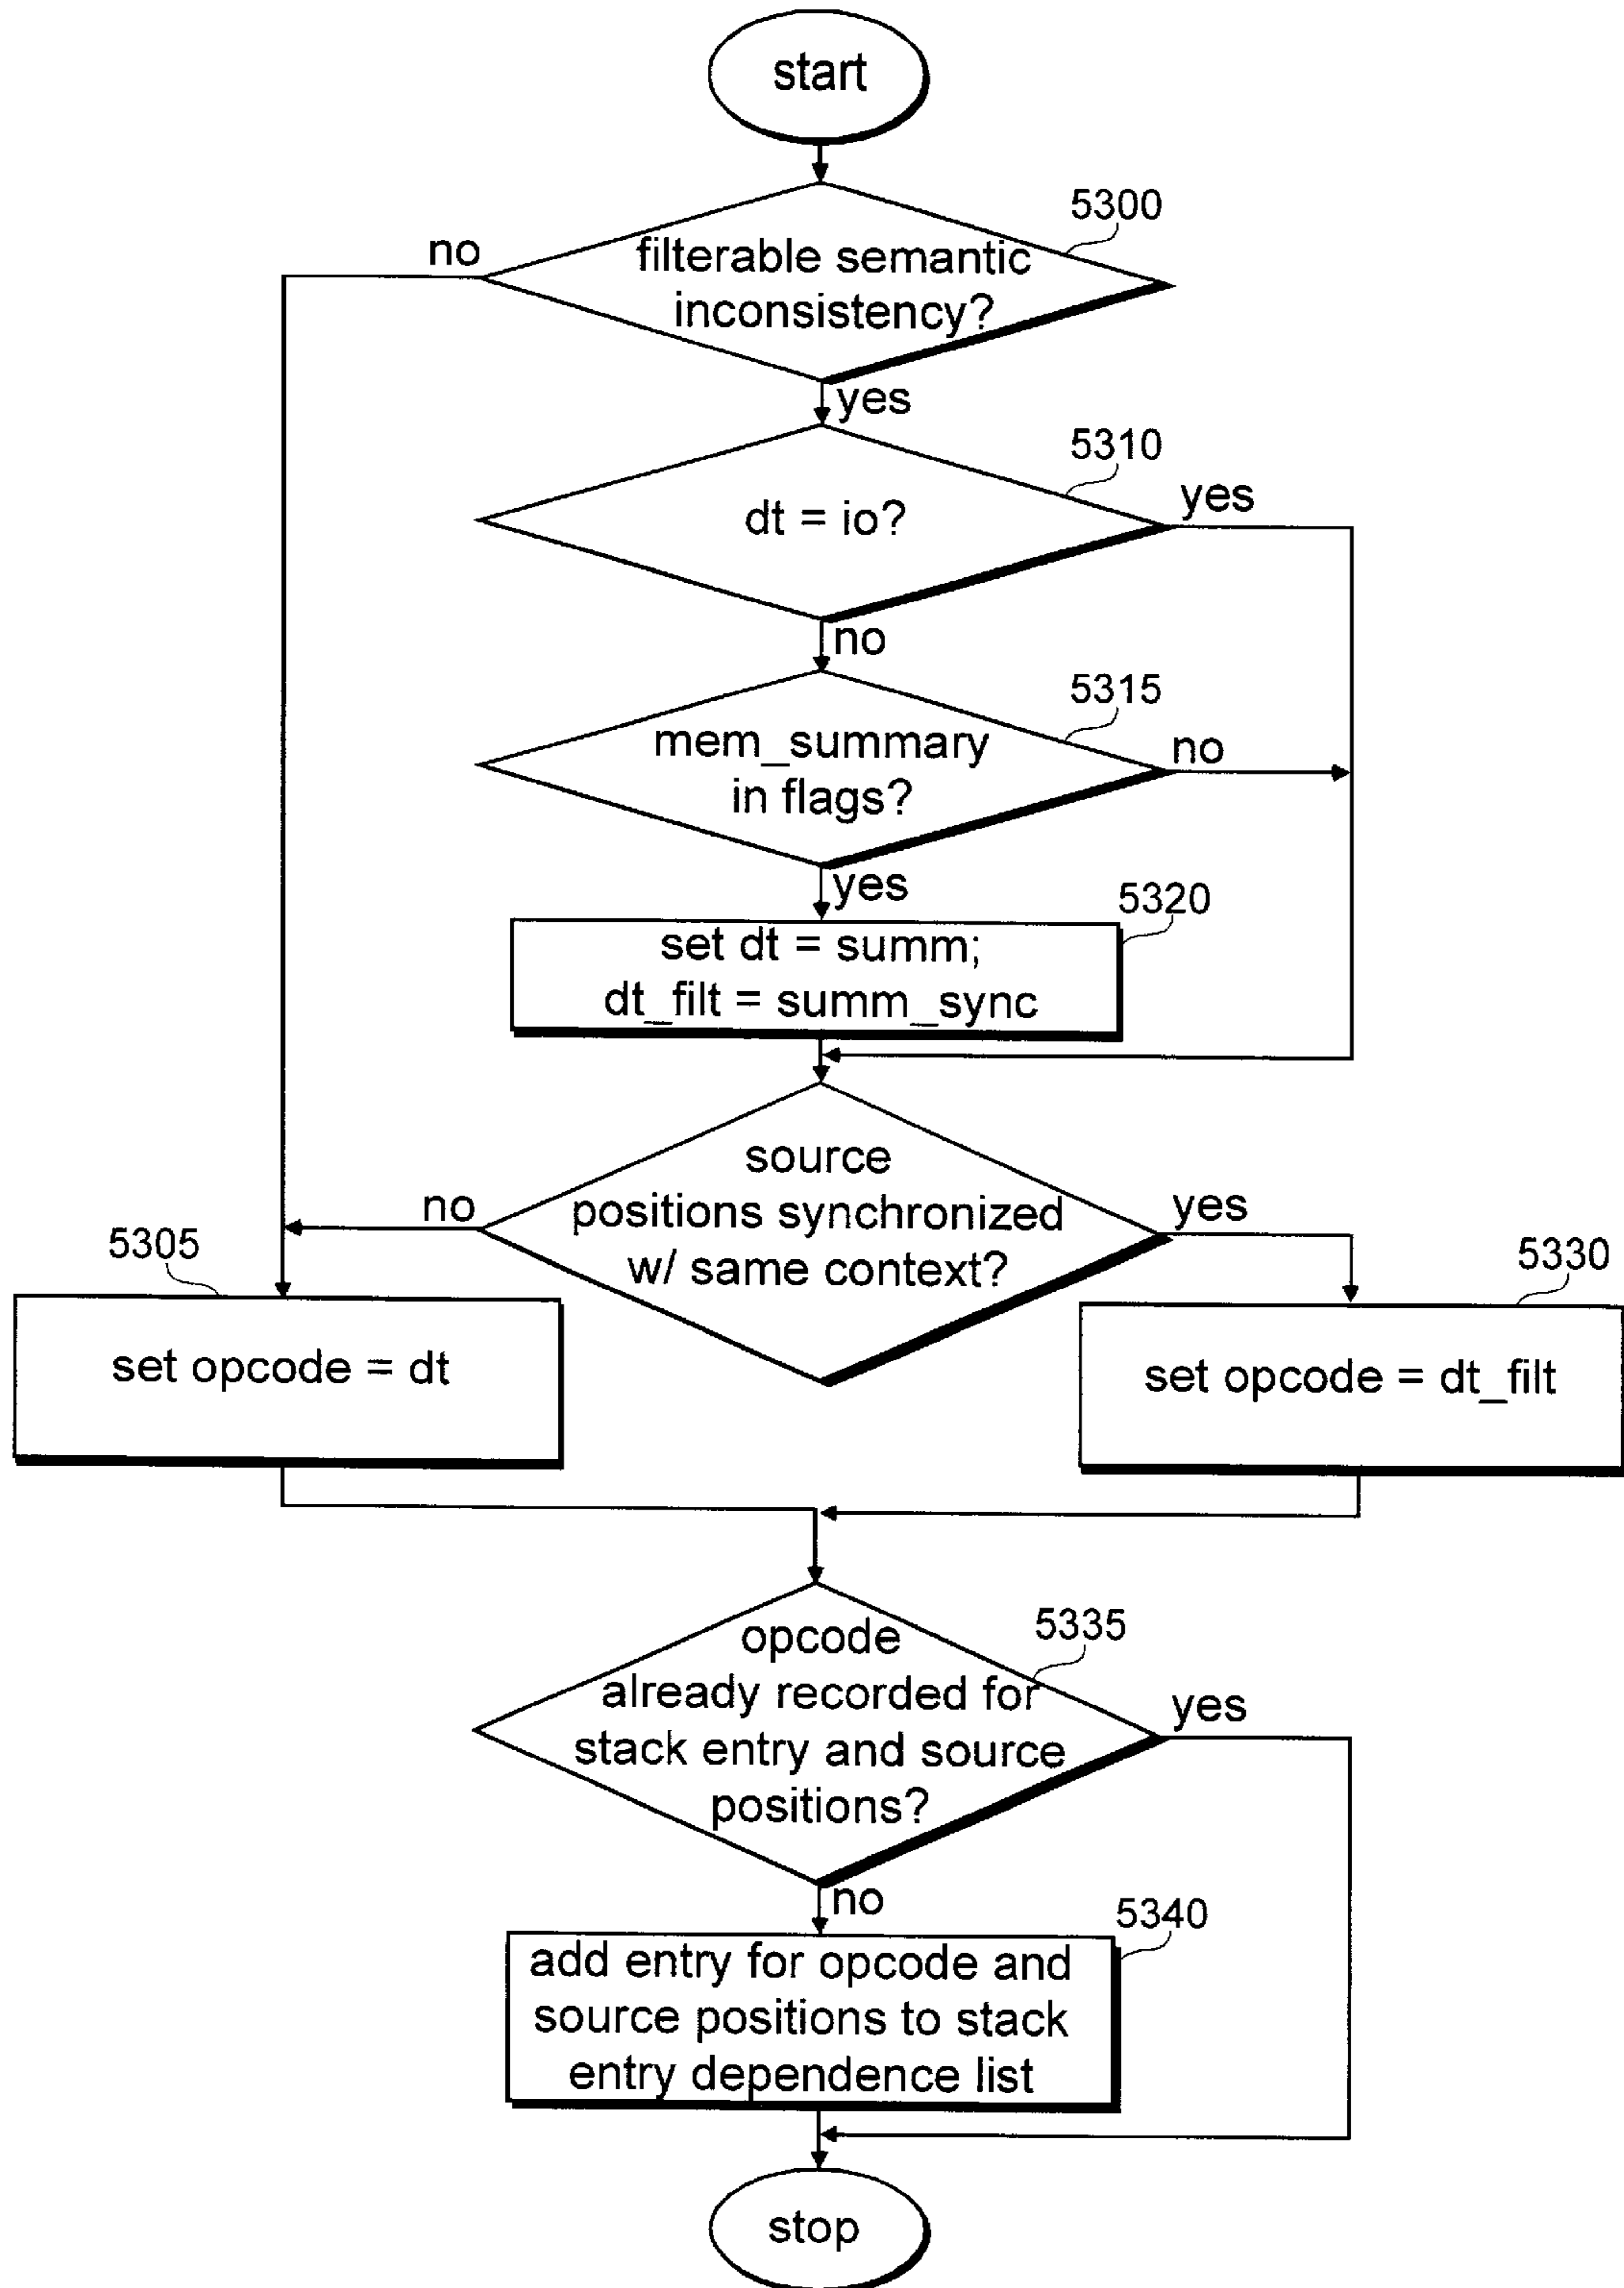 start
5300
no
filterable semantic
inconsistency?
yes
5310
yes
dt = io?
no
5315
mem_summary
in flags?
no
yes
5320
set dt = summ;
dt_filt = summ_sync
source
positions synchronized
w/ same context?
no
yes
5305
5330
set opcode = dt
set opcode = dt_filt
opcode
already recorded for
stack entry and source
positions?
5335
yes
no
5340
add entry for opcode and
source positions to stack
entry dependence list
stop